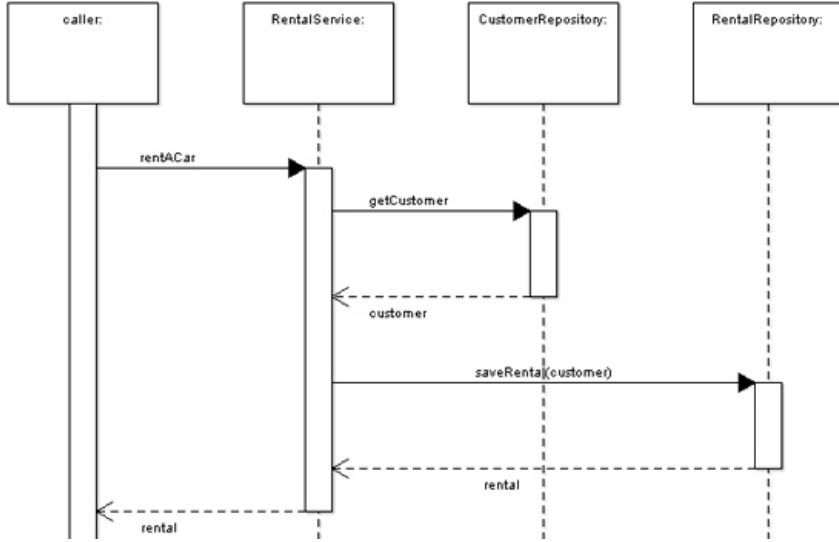 caller:
RentalService:
CustomerRepository:
RentalRepository:
rentACar
getCustomer
customer
saveRental(customer)
rental
rental